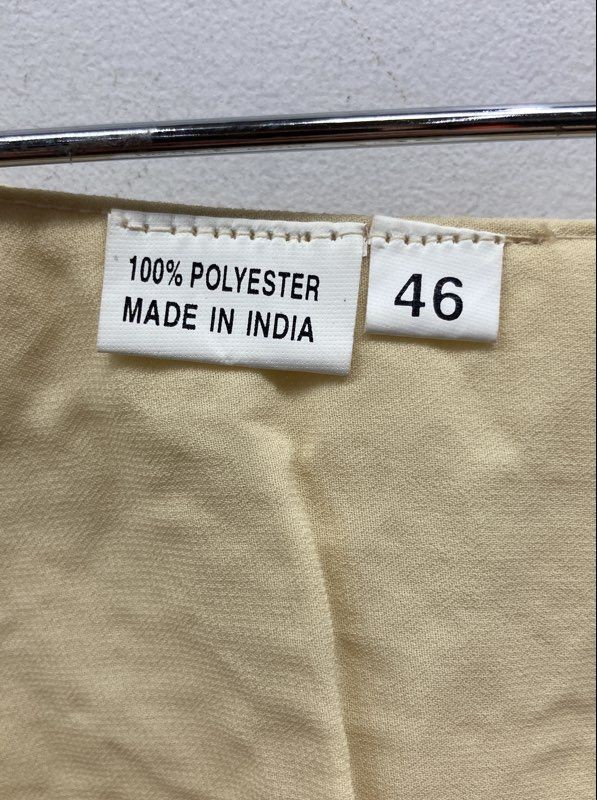 100% POLYESTER
MADE IN INDIA
46